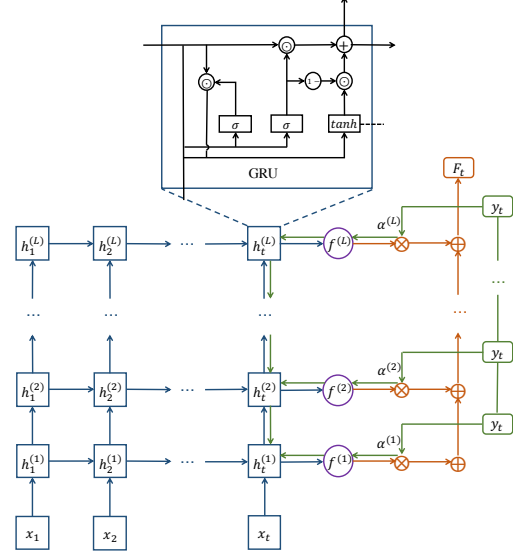 σ σ 1− tanh
GRU
F_t
y_t
α^(L)
h_1^(L) h_2^(L) ... h_t^(L) f^(L)
... ... ... ... ...
α^(2) y_t
h_1^(2) h_2^(2) ... h_t^(2) f^(2)
α^(1) y_t
h_1^(1) h_2^(1) ... h_t^(1) f^(1)
x_1 x_2 x_t